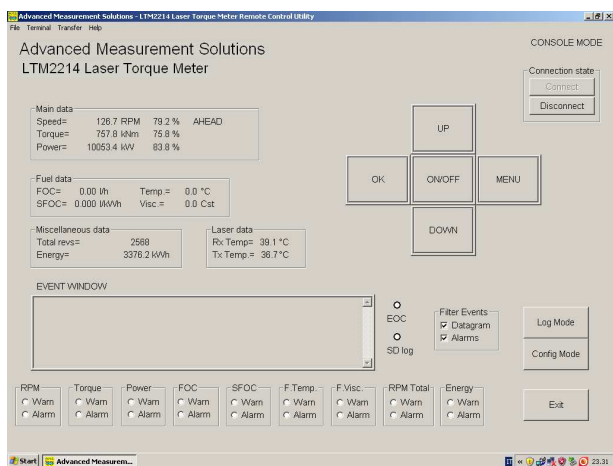 Advanced Measurement Solutions - LTM2214 Laser Torque Meter Remote Control Utility
File Terminal Transfer Help
Advanced Measurement Solutions
LTM2214 Laser Torque Meter
CONSOLE MODE
Connection state
Connect
Disconnect
Main data
Speed= 126.7 RPM 79.2 % AHEAD
Torque= 757.8 kNm 75.8 %
Power= 10053.4 kW 83.8 %
UP
OK ON/OFF MENU
DOWN
Fuel data
FOC= 0.00 l/h Temp.= 0.0 °C
SFOC= 0.000 l/kWh Visc.= 0.0 Cst
Miscellaneous data
Total revs= 2568
Energy= 3376.2 kWh
Laser data
Rx Temp= 39.1 °C
Tx Temp.= 36.7 °C
EVENT WINDOW
EOC
SD log
Filter Events
Datagram
Alarms
Log Mode
Config Mode
Exit
RPM Torque Power FOC SFOC F.Temp. F.Visc. RPM Total Energy
Warn Warn Warn Warn Warn Warn Warn Warn Warn
Alarm Alarm Alarm Alarm Alarm Alarm Alarm Alarm Alarm
Start Advanced Measurem... IT 23.31